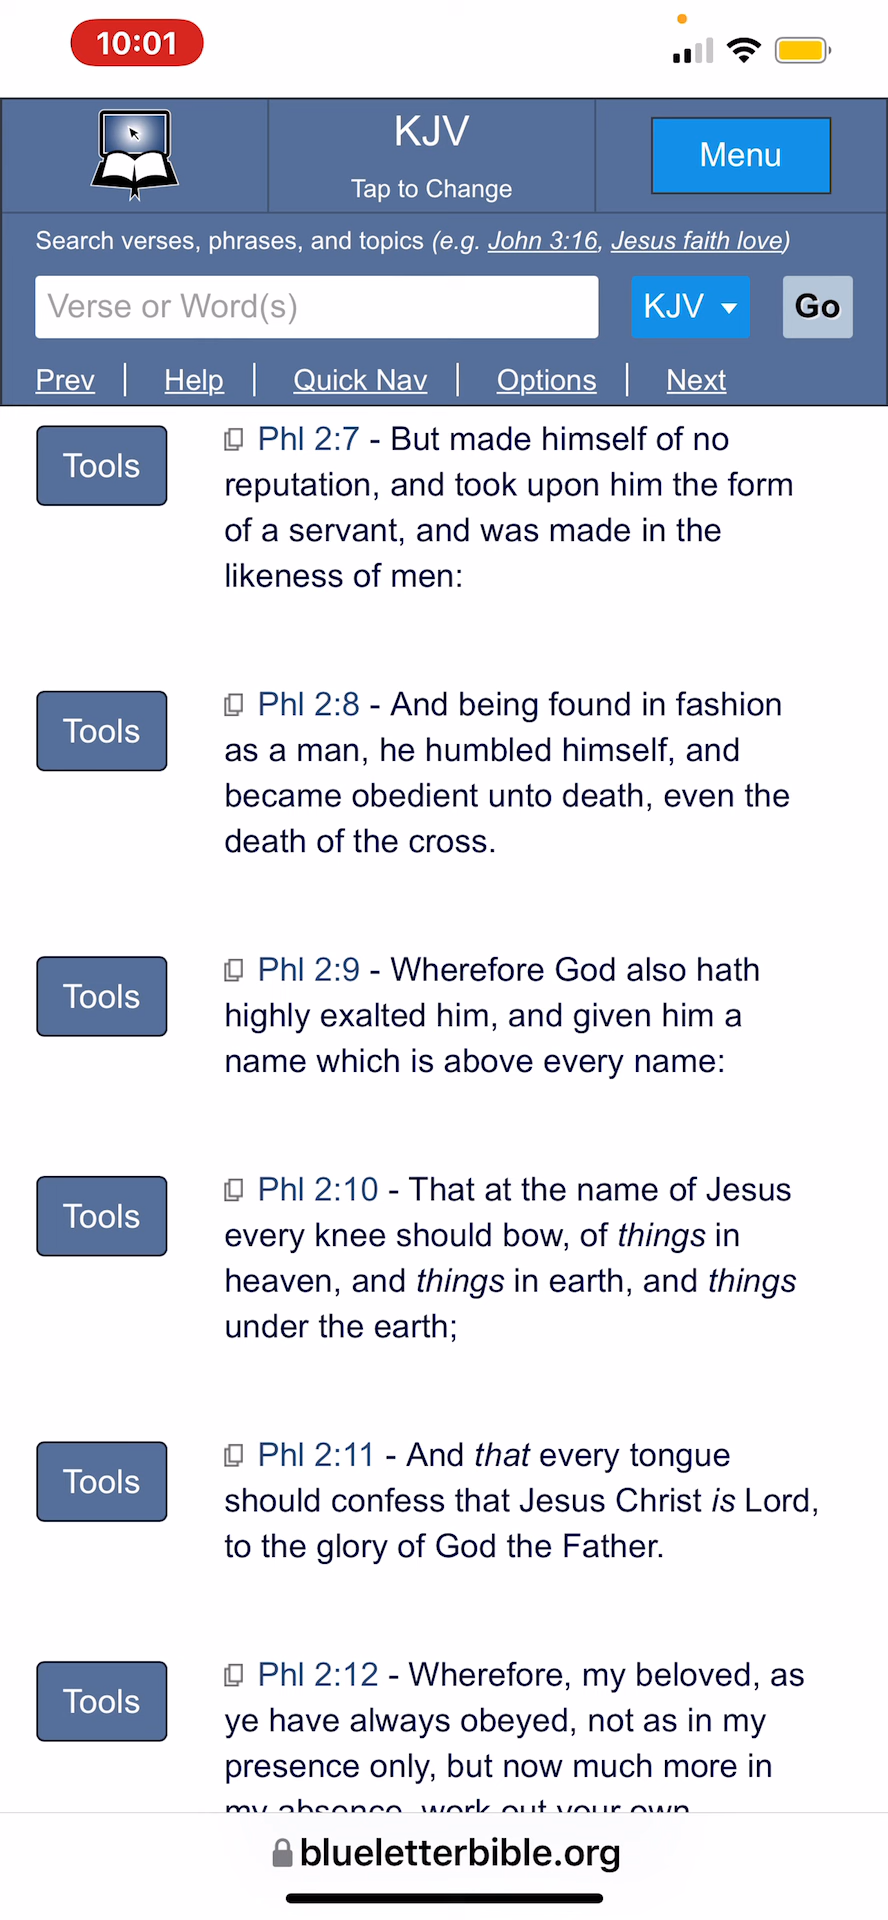 10:01
KJV
Tap to Change
Menu
Search verses, phrases, and topics (e.g. John 3:16, Jesus faith love)
Verse or Word(s)
KJV
Go
Prev | Help | Quick Nav | Options | Next
Tools
Phl 2:7 - But made himself of no
reputation, and took upon him the form
of a servant, and was made in the
likeness of men:
Tools
Phl 2:8 - And being found in fashion
as a man, he humbled himself, and
became obedient unto death, even the
death of the cross.
Tools
Phl 2:9 - Wherefore God also hath
highly exalted him, and given him a
name which is above every name:
Tools
Phl 2:10 - That at the name of Jesus
every knee should bow, of things in
heaven, and things in earth, and things
under the earth;
Tools
Phl 2:11 - And that every tongue
should confess that Jesus Christ is Lord,
to the glory of God the Father.
Tools
Phl 2:12 - Wherefore, my beloved, as
ye have always obeyed, not as in my
presence only, but now much more in
my absence, work out your own
blueletterbible.org